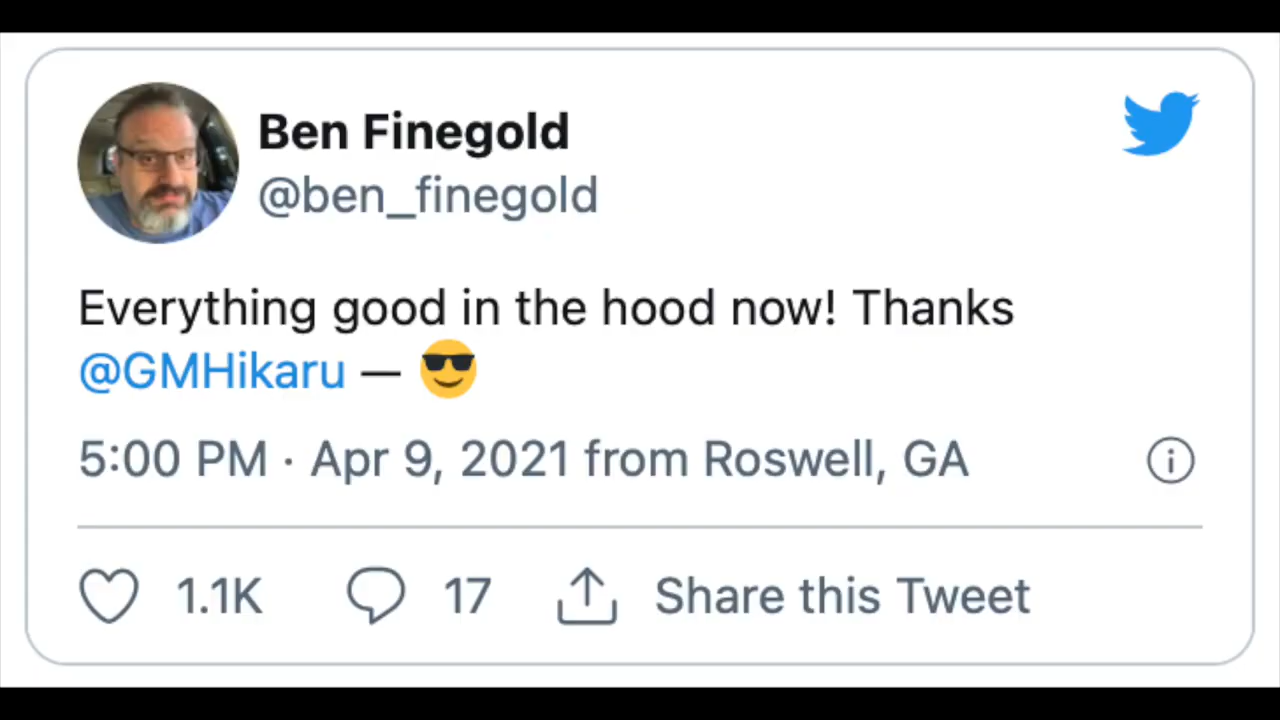 Ben Finegold
@ben_finegold
Everything good in the hood now! Thanks
@GMHikaru — 😎
5:00 PM · Apr 9, 2021 from Roswell, GA
1.1K 17 Share this Tweet